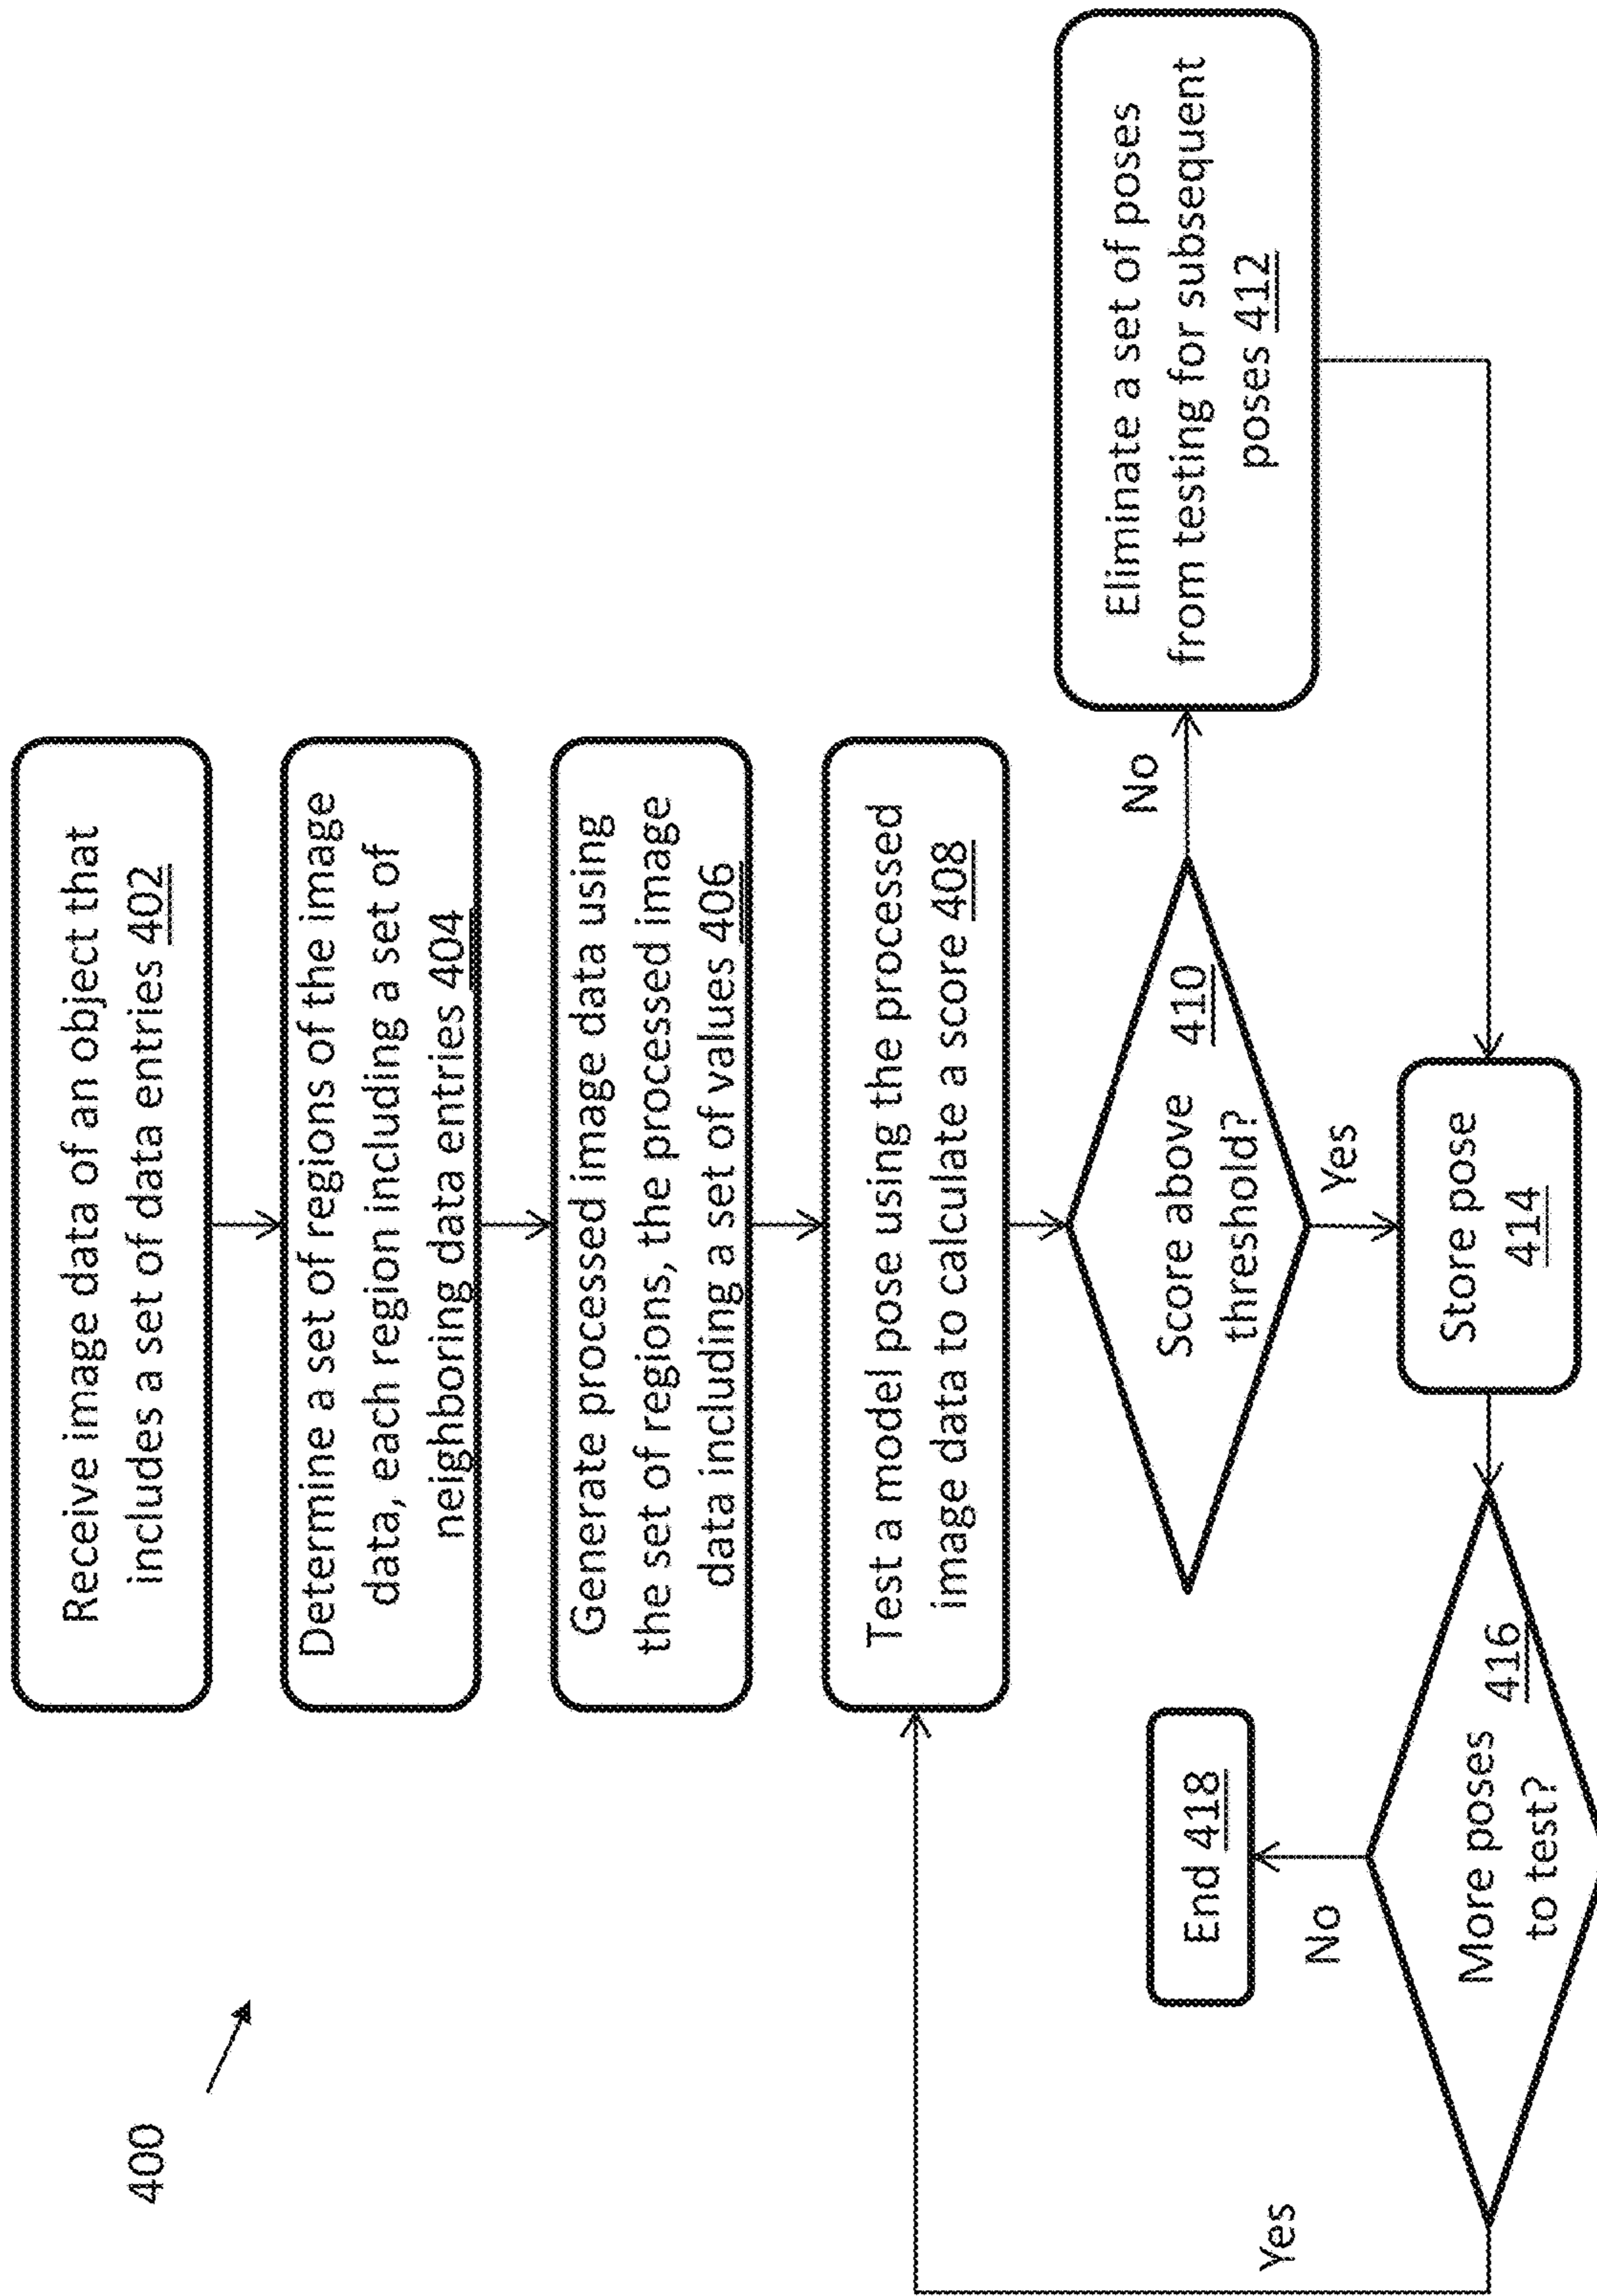 400
Receive image data of an object that
includes a set of data entries 402
Determine a set of regions of the image
data, each region including a set of
neighboring data entries 404
Generate processed image data using
the set of regions, the processed image
data including a set of values 406
Test a model pose using the processed
image data to calculate a score 408
Score above
threshold?
410
No
Eliminate a set of poses
from testing for subsequent
poses 412
Yes
Store pose
414
More poses
to test?
416
No
End 418
Yes